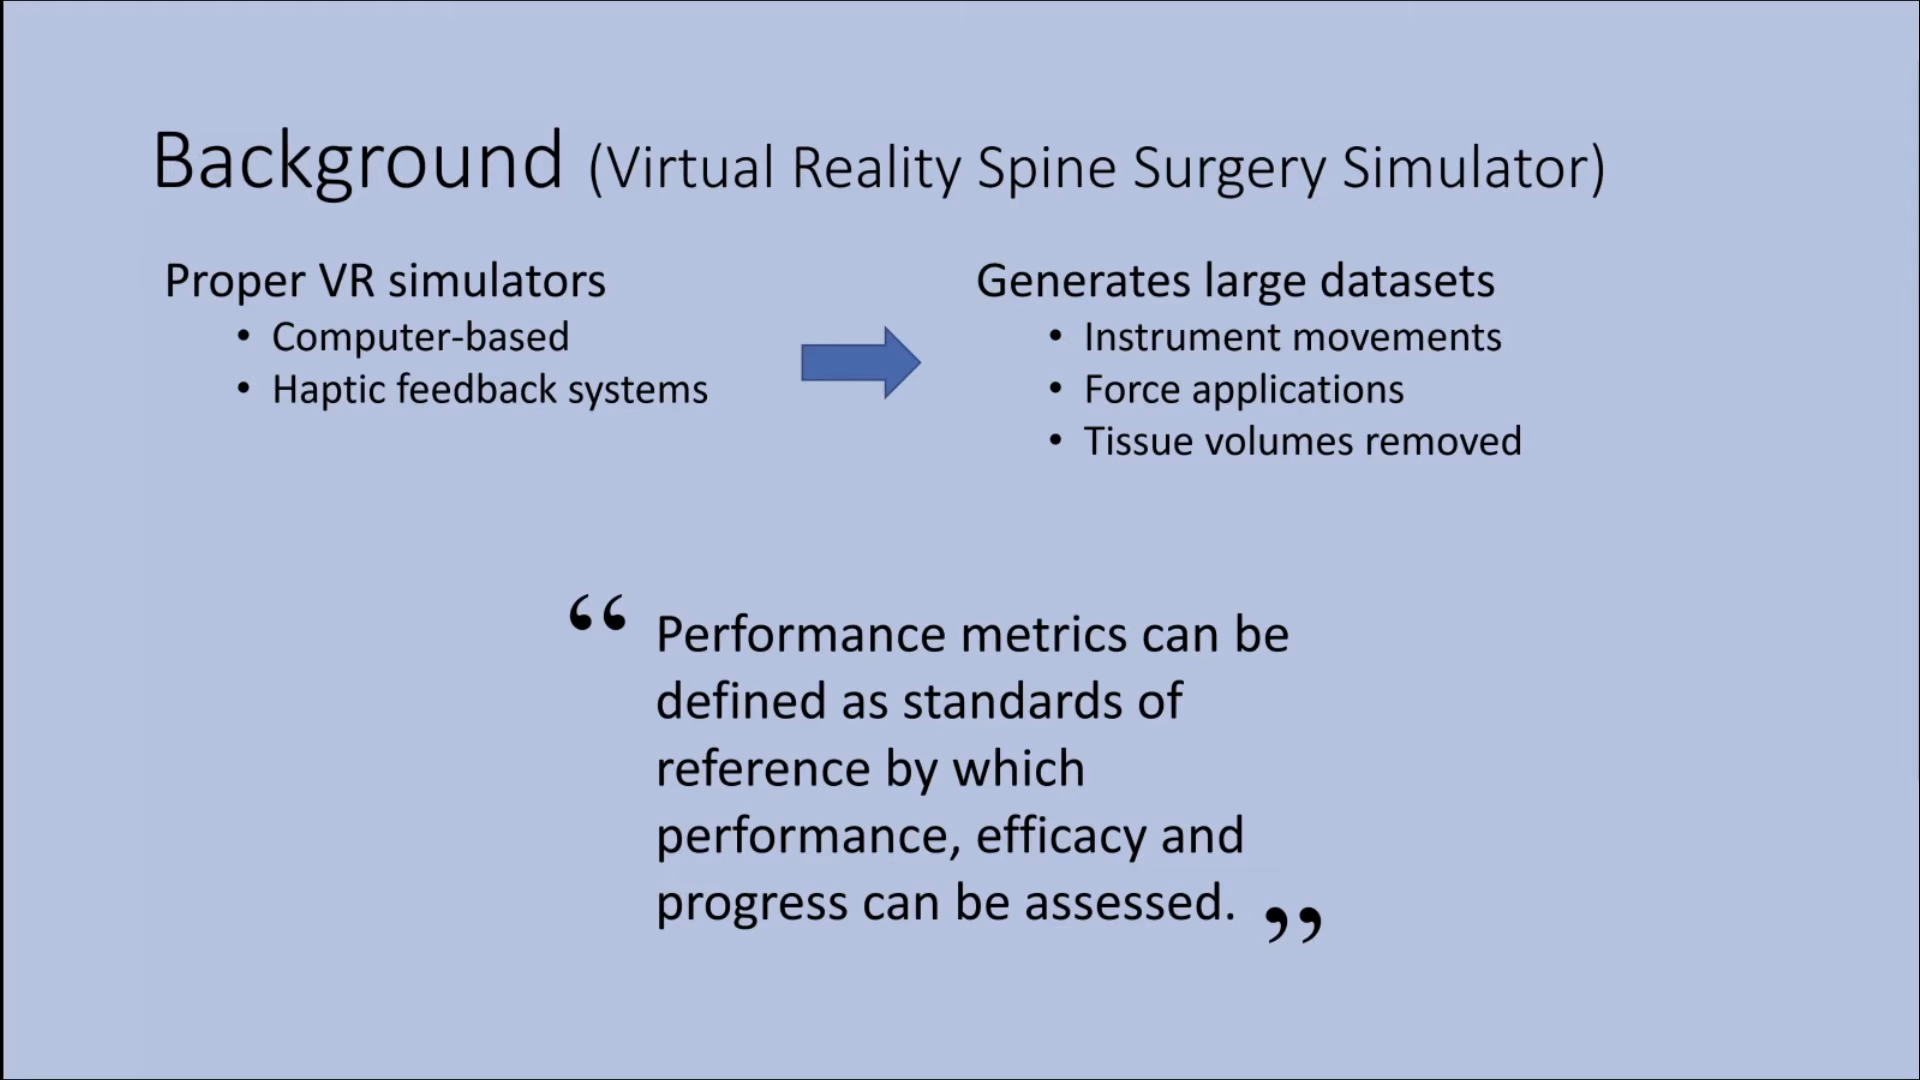 Background (Virtual Reality Spine Surgery Simulator)
Proper VR simulators
• Computer-based
• Haptic feedback systems
Generates large datasets
• Instrument movements
• Force applications
• Tissue volumes removed
“ Performance metrics can be
defined as standards of
reference by which
performance, efficacy and
progress can be assessed. ”